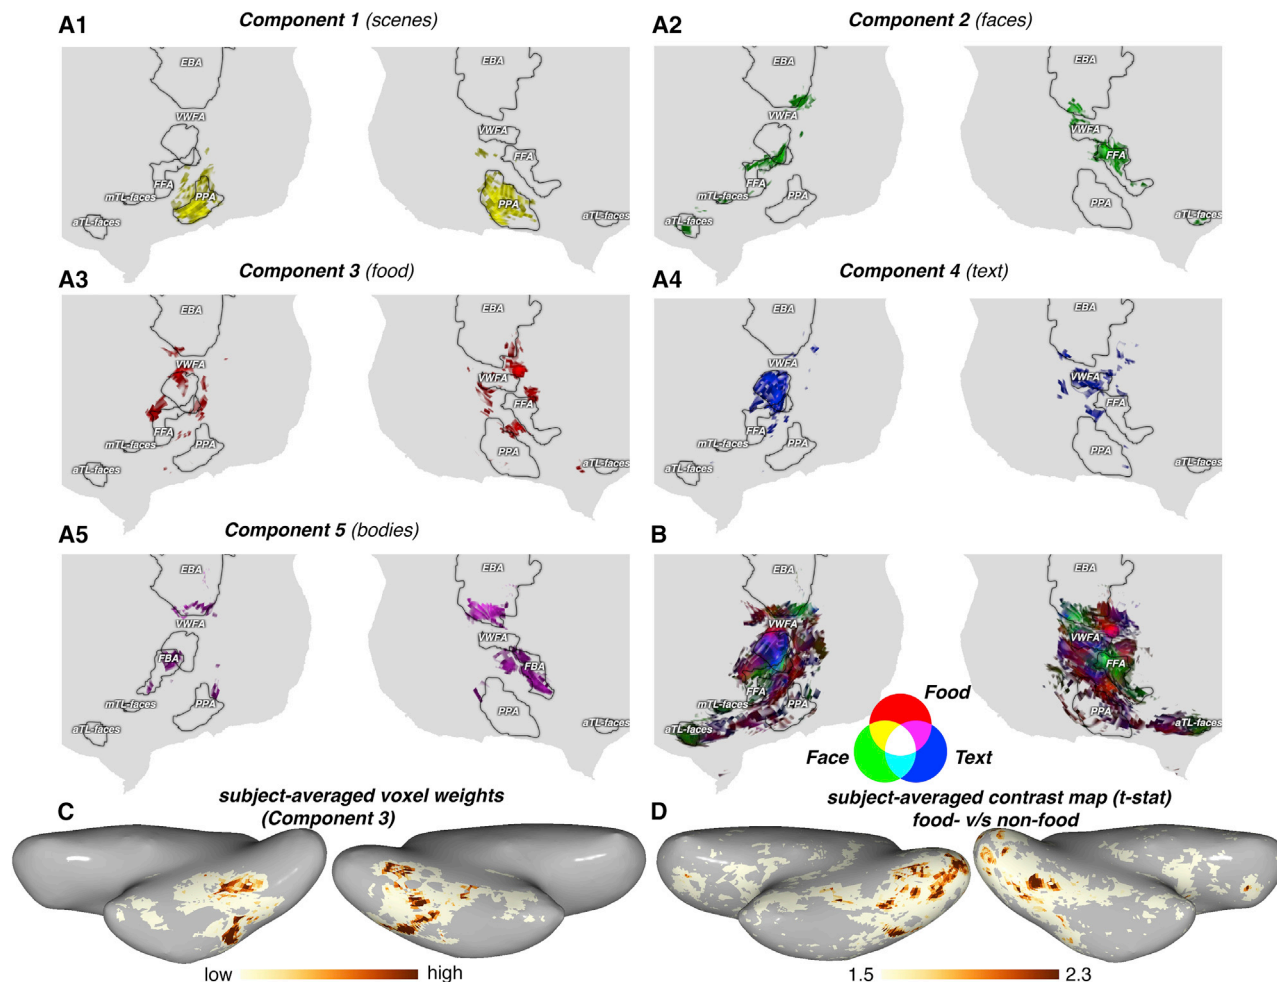 A1
Component 1 (scenes)
EBA
VWFA
FFA
mTL-faces
PPA
aTL-faces
EBA
VWFA
FFA
PPA
aTL-faces
A2
Component 2 (faces)
EBA
VWFA
FFA
mTL-faces
PPA
aTL-faces
EBA
VWFA
FFA
PPA
aTL-faces
A3
Component 3 (food)
EBA
VWFA
FFA
mTL-faces
PPA
aTL-faces
EBA
VWFA
FFA
PPA
aTL-faces
A4
Component 4 (text)
EBA
VWFA
FFA
mTL-faces
PPA
aTL-faces
EBA
VWFA
FFA
PPA
aTL-faces
A5
Component 5 (bodies)
EBA
VWFA
FBA
mTL-faces
PPA
aTL-faces
EBA
VWFA
FBA
PPA
aTL-faces
B
EBA
VWFA
FFA
mTL-faces
PPA
aTL-faces
EBA
VWFA
FFA
PPA
aTL-faces
Food
Face
Text
C
subject-averaged voxel weights
(Component 3)
low
high
D
subject-averaged contrast map (t-stat)
food- v/s non-food
1.5
2.3